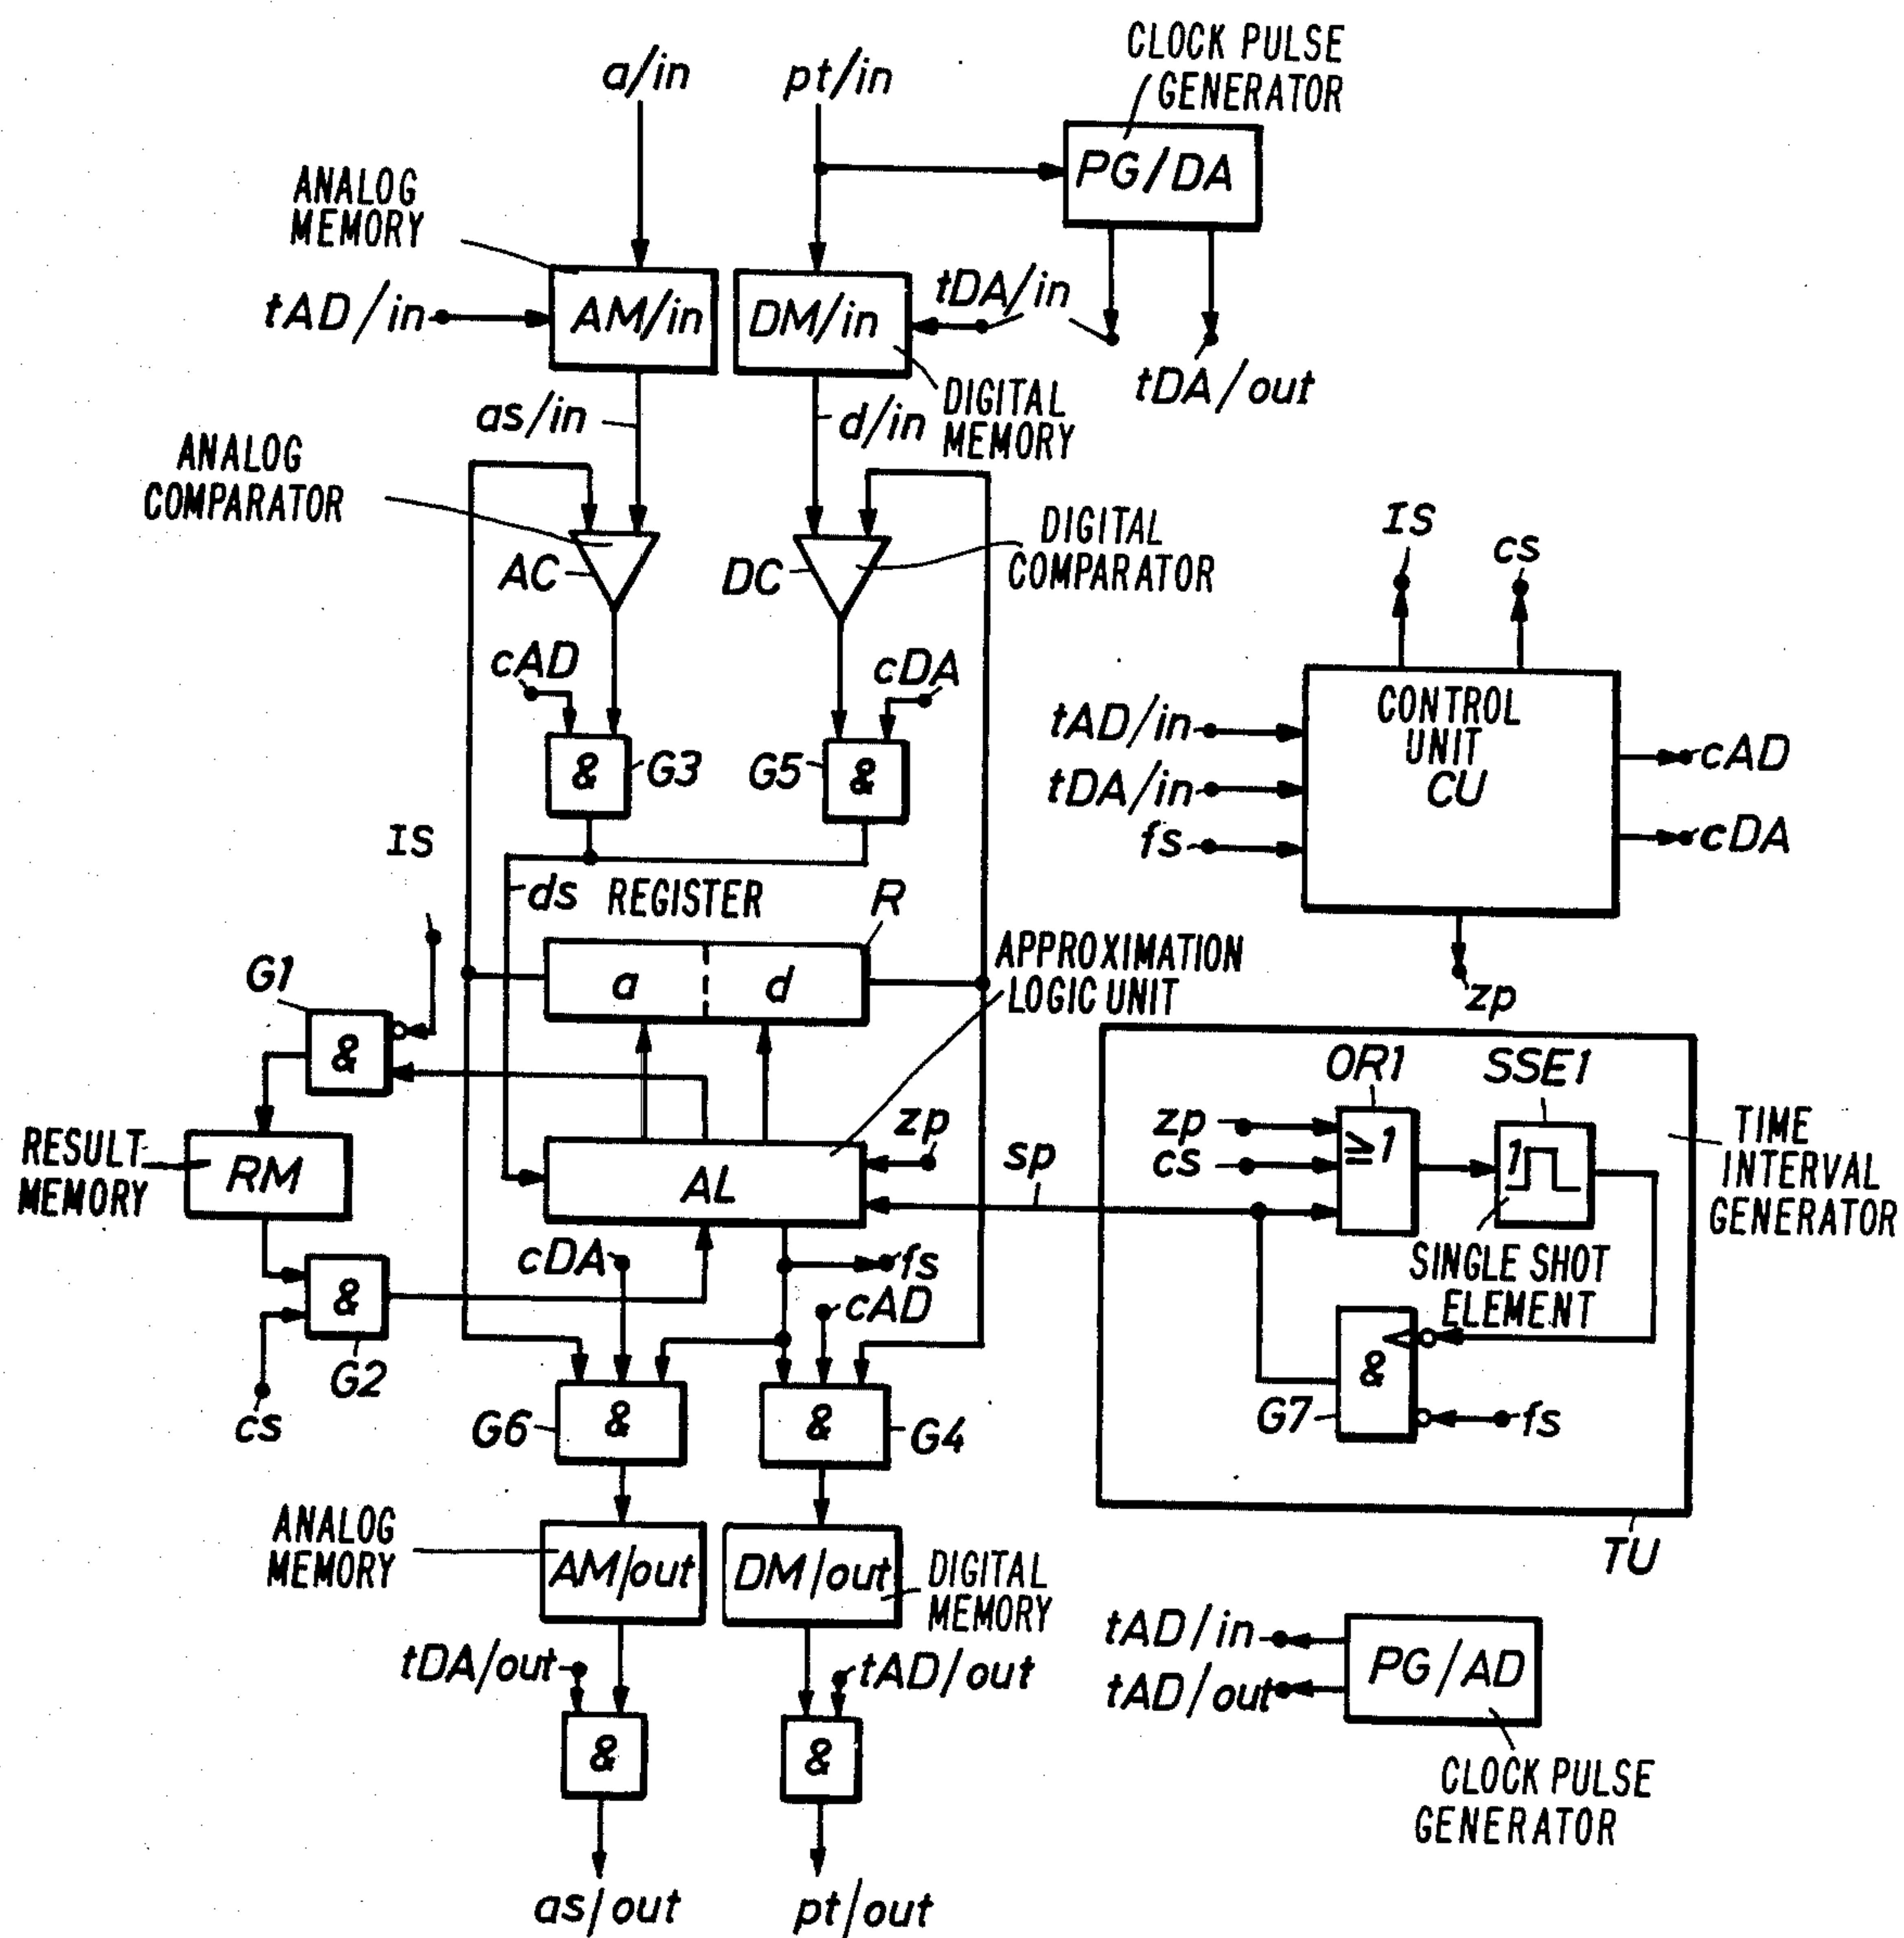 CLOCK PULSE
GENERATOR
a/in
pt/in
PG/DA
ANALOG
MEMORY
tAD/in
AM/in
DM/in
tDA/in
tDA/out
as/in
d/in
DIGITAL
MEMORY
ANALOG
COMPARATOR
AC
DC
DIGITAL
COMPARATOR
IS
cs
cAD
cDA
&
G3
G5
&
CONTROL
UNIT
CU
tAD/in
tDA/in
fs
cAD
cDA
zp
IS
ds
REGISTER
R
a
d
APPROXIMATION
LOGIC UNIT
G1
&
RESULT
MEMORY
RM
AL
zp
sp
OR1
SSE1
zp
cs
≥1
1
TIME
INTERVAL
GENERATOR
SINGLE SHOT
ELEMENT
&
G7
fs
TU
&
G2
cs
cDA
fs
cAD
G6
&
&
G4
ANALOG
MEMORY
AM/out
DM/out
DIGITAL
MEMORY
tDA/out
tAD/out
&
&
as/out
pt/out
tAD/in
tAD/out
PG/AD
CLOCK PULSE
GENERATOR